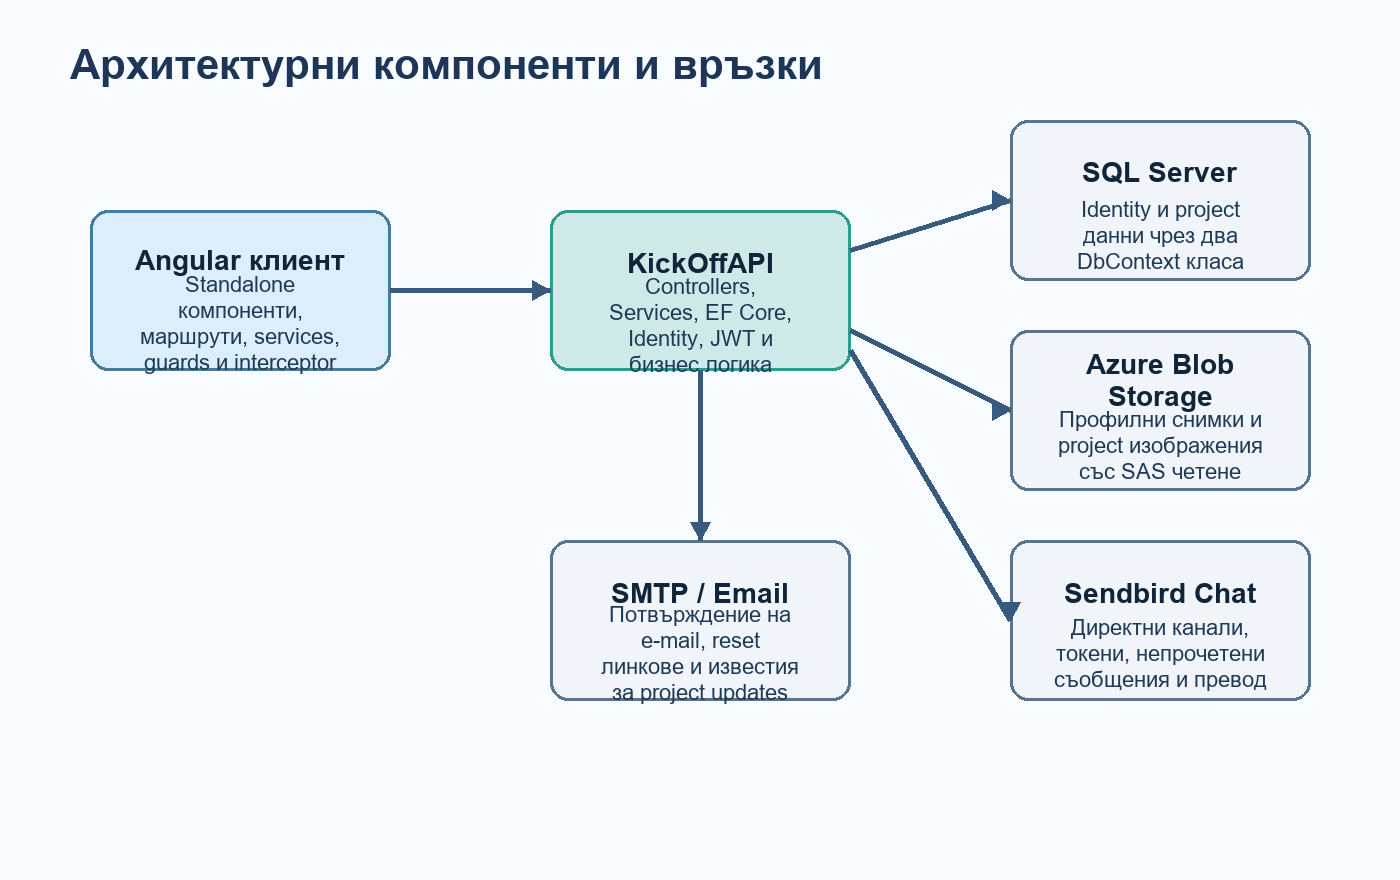 Архитектурни компоненти и връзки
Angular клиент
Standalone
компоненти,
маршрути, services,
guards и interceptor
KickOffAPI
Controllers,
Services, EF Core,
Identity, JWT и
бизнес логика
SQL Server
Identity и project
данни чрез два
DbContext класа
Azure Blob
Storage
Профилни снимки и
project изображения
със SAS четене
SMTP / Email
Потвърждение на
e-mail, reset
линкове и известия
за project updates
Sendbird Chat
Директни канали,
токени, непрочетени
съобщения и превод